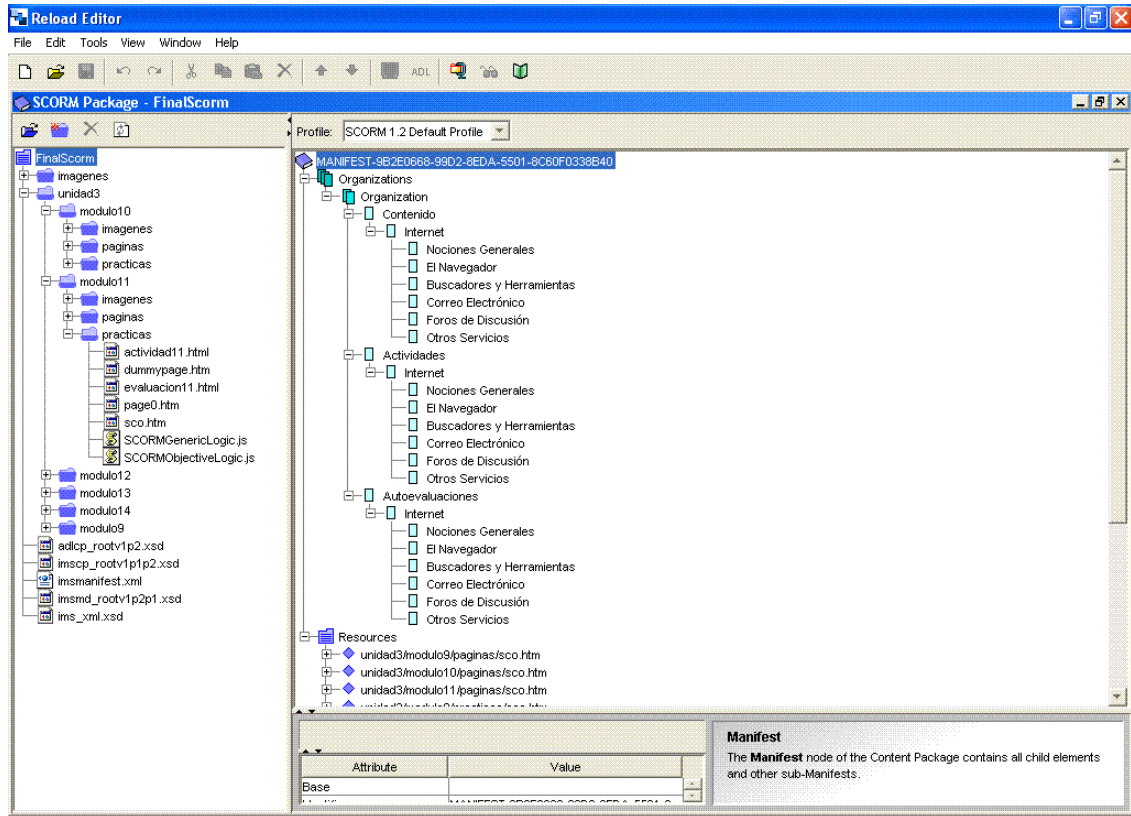 Reload Editor
File Edit Tools View Window Help
ADL
SCORM Package - FinalScorm
Profile: SCORM 1.2 Default Profile
FinalScorm
imagenes
unidad3
modulo10
imagenes
paginas
practicas
modulo11
imagenes
paginas
practicas
actividad11.html
dummypage.htm
evaluacion11.html
page0.htm
sco.htm
SCORMGenericLogic.js
SCORMObjectiveLogic.js
modulo12
modulo13
modulo14
modulo9
adlcp_rootv1p2.xsd
imscp_rootv1p1p2.xsd
imsmanifest.xml
imsmd_rootv1p2p1.xsd
ims_xml.xsd
MANIFEST-9B2E0668-99D2-8EDA-5501-8C60F0338B40
Organizations
Organization
Contenido
Internet
Nociones Generales
El Navegador
Buscadores y Herramientas
Correo Electrónico
Foros de Discusión
Otros Servicios
Actividades
Internet
Nociones Generales
El Navegador
Buscadores y Herramientas
Correo Electrónico
Foros de Discusión
Otros Servicios
Autoevaluaciones
Internet
Nociones Generales
El Navegador
Buscadores y Herramientas
Correo Electrónico
Foros de Discusión
Otros Servicios
Resources
unidad3/modulo9/paginas/sco.htm
unidad3/modulo10/paginas/sco.htm
unidad3/modulo11/paginas/sco.htm
Attribute Value
Base
Manifest
The Manifest node of the Content Package contains all child elements
and other sub-Manifests.